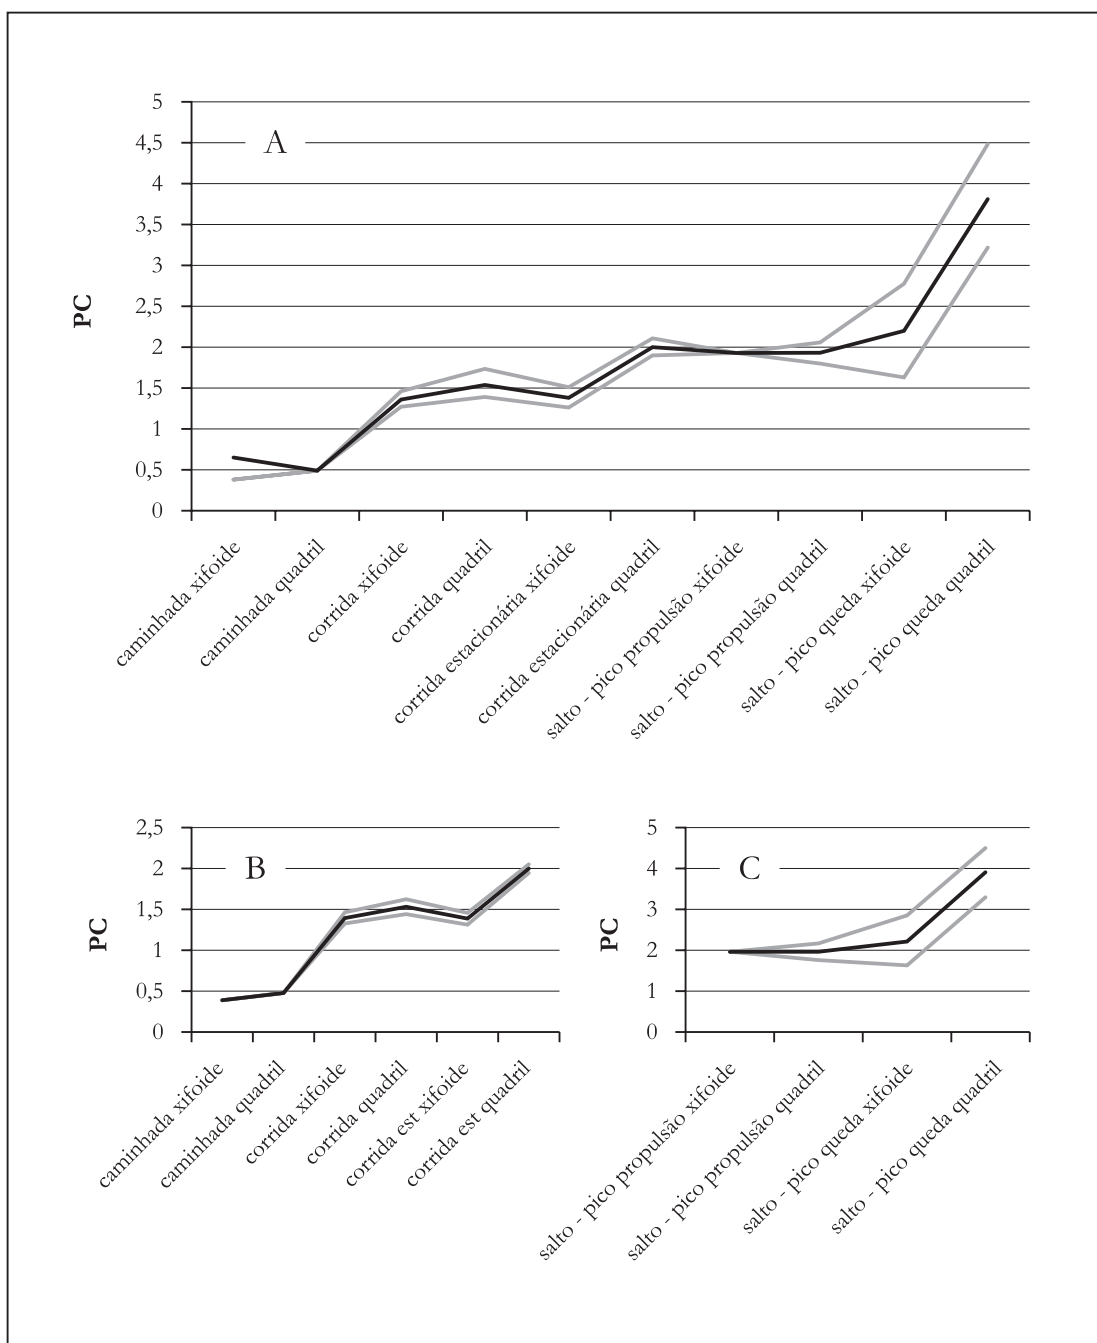 5
4,5
4
3,5
3
2,5
2
1,5
1
0,5
0
A
PC
caminhada xifoide
caminhada quadril
corrida xifoide
corrida quadril
corrida estacionária xifoide
corrida estacionária quadril
salto - pico propulsão xifoide
salto - pico propulsão quadril
salto - pico queda xifoide
salto - pico queda quadril
2,5
2
1,5
1
0,5
0
B
PC
caminhada xifoide
caminhada quadril
corrida xifoide
corrida quadril
corrida est xifoide
corrida est quadril
5
4
3
2
1
0
C
PC
salto - pico propulsão xifoide
salto - pico propulsão quadril
salto - pico queda xifoide
salto - pico queda quadril